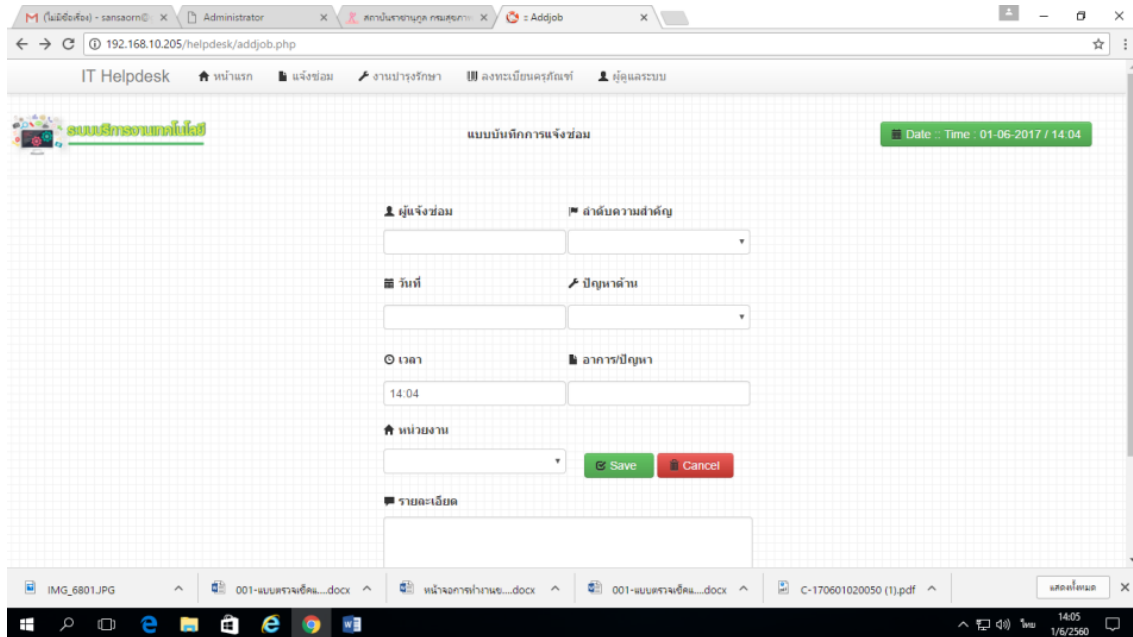 (ไม่มีชื่อเรื่อง) - sansaorn@ Administrator สถาบันราชานุกูล กรมสุขภา :: Addjob
192.168.10.205/helpdesk/addjob.php
IT Helpdesk หน้าแรก แจ้งซ่อม งานบำรุงรักษา ลงทะเบียนครุภัณฑ์ ผู้ดูแลระบบ
ระบบบริการงานเทคโนโลยี แบบบันทึกการแจ้งซ่อม Date :: Time : 01-06-2017 / 14:04
ผู้แจ้งซ่อม ลำดับความสำคัญ
วันที่ ปัญหาด้าน
เวลา อาการ/ปัญหา
14:04
หน่วยงาน
Save Cancel
รายละเอียด
IMG_6801.JPG 001-แบบตรวจเช็คแ....docx หน้าจอการทำงานข....docx 001-แบบตรวจเช็คแ....docx C-170601020050 (1).pdf แสดงทั้งหมด
ไทย 14:05
1/6/2560